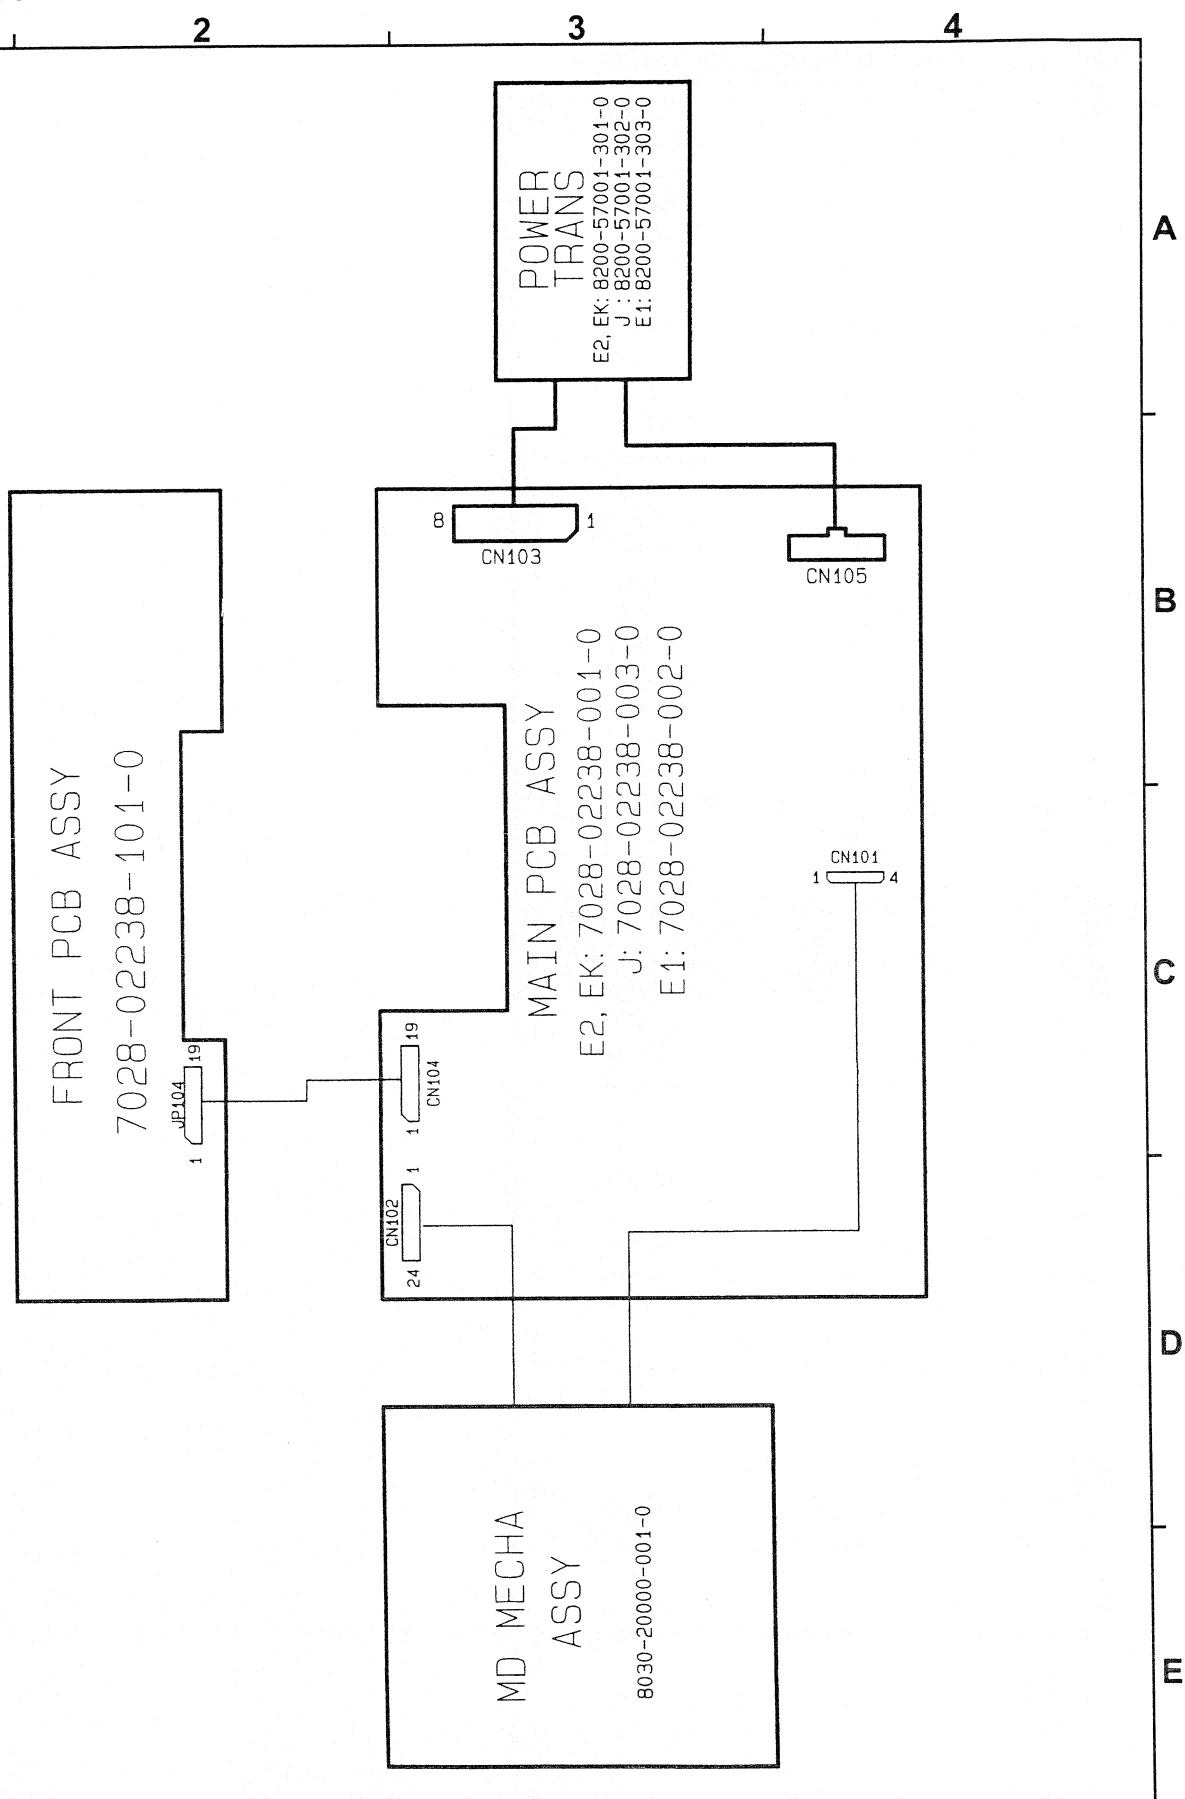 2
3
4
A
B
C
D
E
POWER
TRANS
E2, EK: 8200-57001-301-0
J : 8200-57001-302-0
E1: 8200-57001-303-0
8
1
CN103
CN105
FRONT PCB ASSY
7028-02238-101-0
JP104
19
1
MAIN PCB ASSY
E2, EK: 7028-02238-001-0
J: 7028-02238-003-0
E1: 7028-02238-002-0
CN101
1
4
19
CN104
1
1
CN102
24
MD MECHA
ASSY
8030-20000-001-0